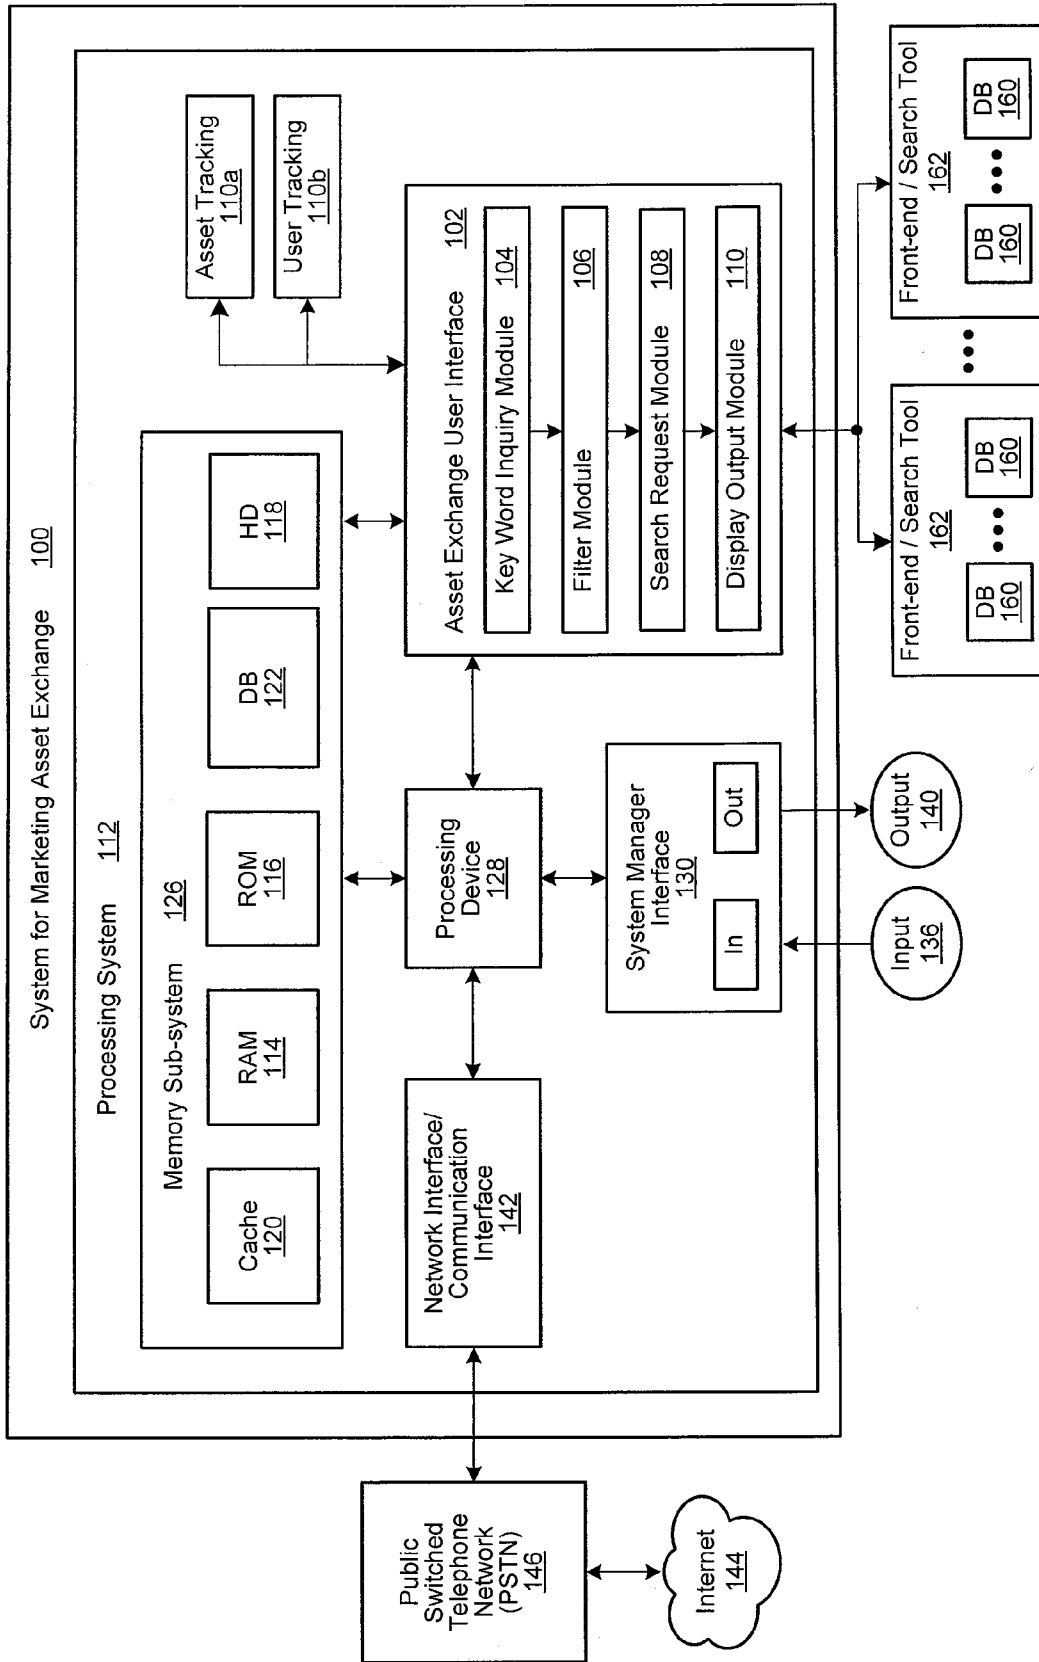 System for Marketing Asset Exchange 100
Processing System 112
Memory Sub-system 126
Cache
120
RAM
114
ROM
116
DB
122
HD
118
Asset Tracking
110a
User Tracking
110b
Public
Switched
Telephone
Network
(PSTN)
146
Internet
144
Network Interface/
Communication
Interface
142
Processing
Device
128
System Manager
Interface
130
In
Out
Input
136
Output
140
Asset Exchange User Interface 102
Key Word Inquiry Module 104
Filter Module 106
Search Request Module 108
Display Output Module 110
Front-end / Search Tool
162
DB
160
DB
160
Front-end / Search Tool
162
DB
160
DB
160